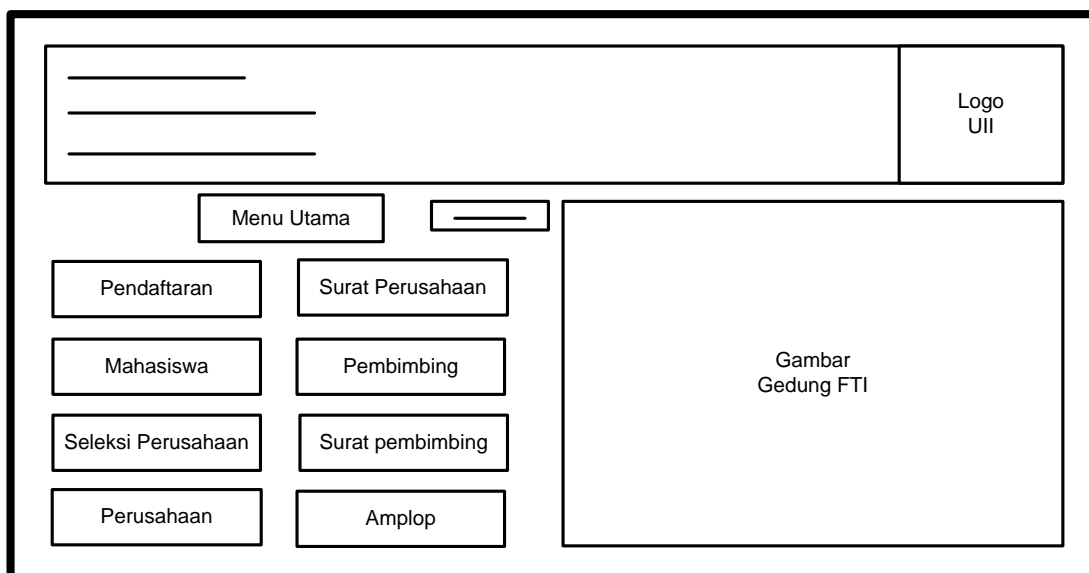 Logo
UII
Menu Utama
Pendaftaran
Surat Perusahaan
Mahasiswa
Pembimbing
Seleksi Perusahaan
Surat pembimbing
Perusahaan
Amplop
Gambar
Gedung FTI